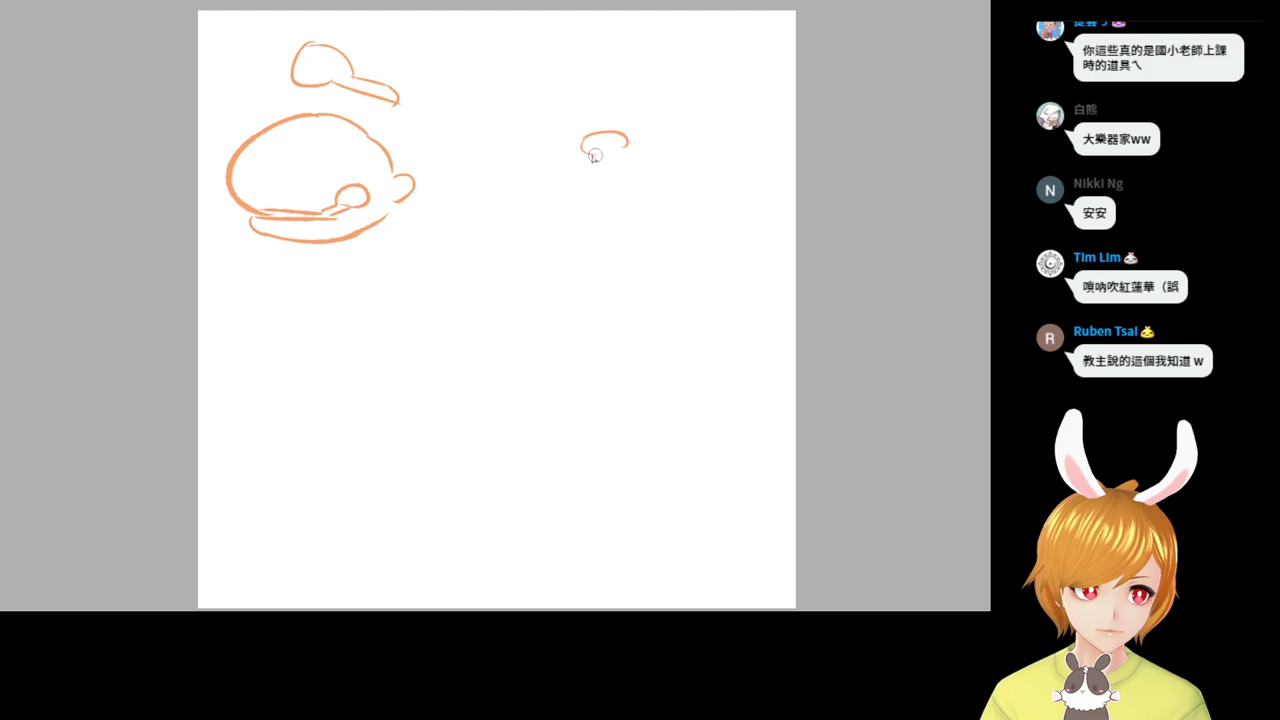 你這些真的是國小老師上課
時的道具ㄟ
白熊
大樂器家ww
N
Nikki Ng
安安
Tim Lim
嗩吶吹紅蓮華（誤
R
Ruben Tsai
教主說的這個我知道 w